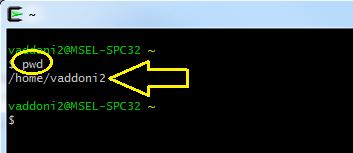 ~
vaddoni2@MSEL-SPC32 ~
$ pwd
/home/vaddoni2
vaddoni2@MSEL-SPC32 ~
$